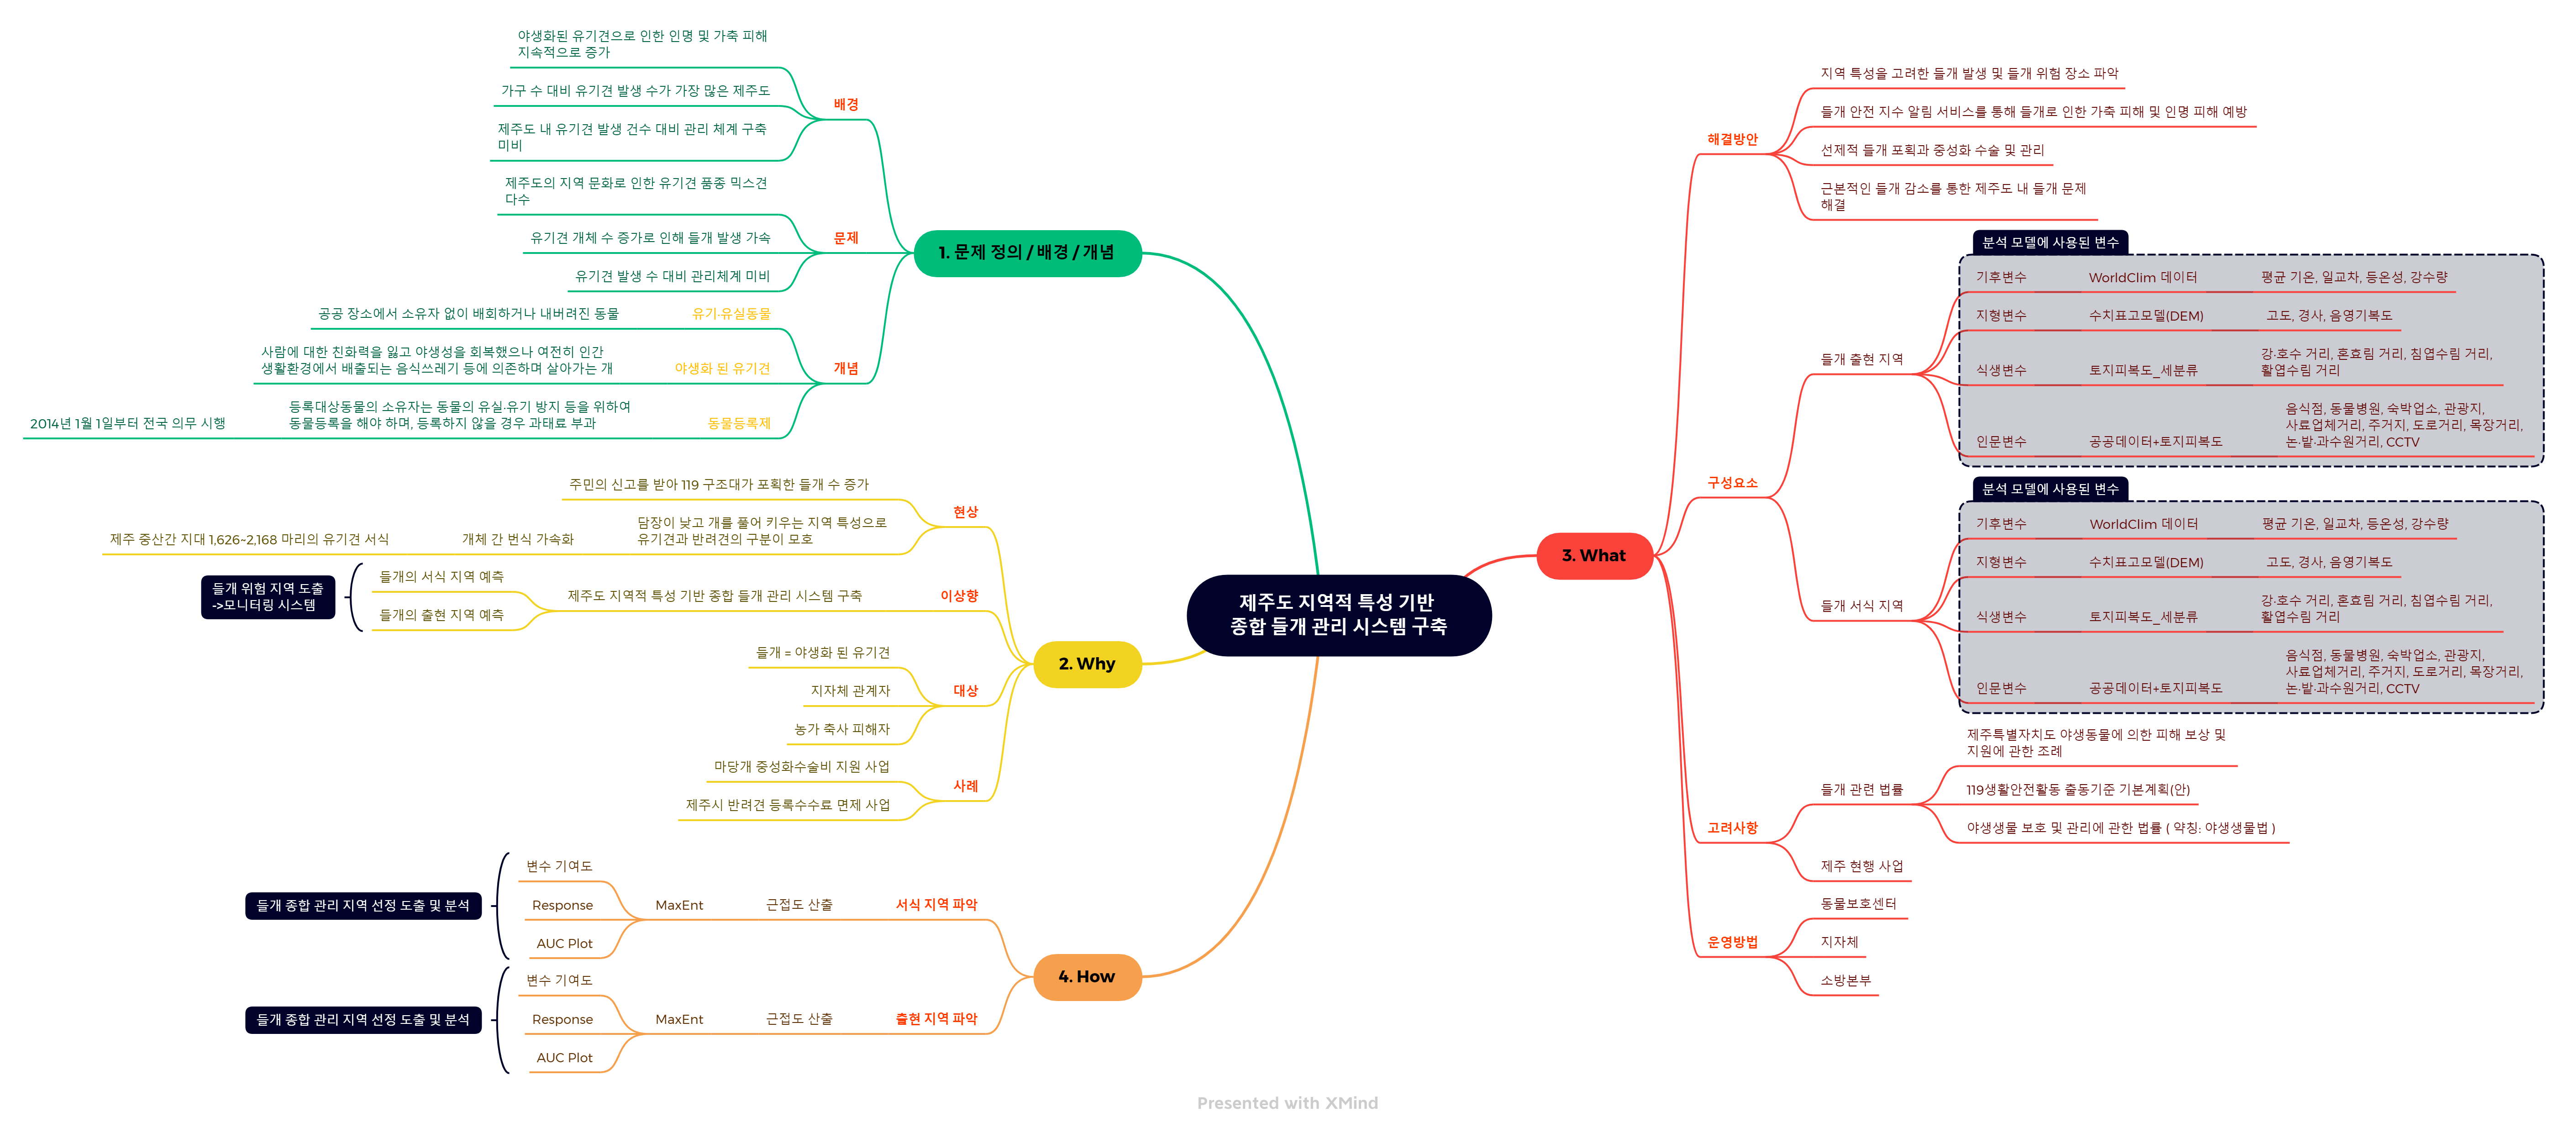 제주도 지역적 특성 기반
종합 들개 관리 시스템 구축
1. 문제 정의 / 배경 / 개념
배경
야생화된 유기견으로 인한 인명 및 가축 피해
지속적으로 증가
가구 수 대비 유기견 발생 수가 가장 많은 제주도
제주도 내 유기견 발생 건수 대비 관리 체계 구축
미비
문제
제주도의 지역 문화로 인한 유기견 품종 믹스견
다수
유기견 개체 수 증가로 인해 들개 발생 가속
유기견 발생 수 대비 관리체계 미비
개념
유기·유실동물
공공 장소에서 소유자 없이 배회하거나 내버려진 동물
야생화 된 유기견
사람에 대한 친화력을 잃고 야생성을 회복했으나 여전히 인간
생활환경에서 배출되는 음식쓰레기 등에 의존하며 살아가는 개
동물등록제
등록대상동물의 소유자는 동물의 유실·유기 방지 등을 위하여
동물등록을 해야 하며, 등록하지 않을 경우 과태료 부과
2014년 1월 1일부터 전국 의무 시행
2. Why
현상
주민의 신고를 받아 119 구조대가 포획한 들개 수 증가
담장이 낮고 개를 풀어 키우는 지역 특성으로
유기견과 반려견의 구분이 모호
개체 간 번식 가속화
제주 중산간 지대 1,626~2,168 마리의 유기견 서식
이상향
제주도 지역적 특성 기반 종합 들개 관리 시스템 구축
들개의 서식 지역 예측
들개의 출현 지역 예측
들개 위험 지역 도출
->모니터링 시스템
대상
들개 = 야생화 된 유기견
지자체 관계자
농가 축사 피해자
사례
마당개 중성화수술비 지원 사업
제주시 반려견 등록수수료 면제 사업
3. What
해결방안
지역 특성을 고려한 들개 발생 및 들개 위험 장소 파악
들개 안전 지수 알림 서비스를 통해 들개로 인한 가축 피해 및 인명 피해 예방
선제적 들개 포획과 중성화 수술 및 관리
근본적인 들개 감소를 통한 제주도 내 들개 문제
해결
구성요소
들개 출현 지역
분석 모델에 사용된 변수
기후변수
WorldClim 데이터
평균 기온, 일교차, 등온성, 강수량
지형변수
수치표고모델(DEM)
고도, 경사, 음영기복도
식생변수
토지피복도_세분류
강·호수 거리, 혼효림 거리, 침엽수림 거리,
활엽수림 거리
인문변수
공공데이터+토지피복도
음식점, 동물병원, 숙박업소, 관광지,
사료업체거리, 주거지, 도로거리, 목장거리,
논·밭·과수원거리, CCTV
들개 서식 지역
분석 모델에 사용된 변수
기후변수
WorldClim 데이터
평균 기온, 일교차, 등온성, 강수량
지형변수
수치표고모델(DEM)
고도, 경사, 음영기복도
식생변수
토지피복도_세분류
강·호수 거리, 혼효림 거리, 침엽수림 거리,
활엽수림 거리
인문변수
공공데이터+토지피복도
음식점, 동물병원, 숙박업소, 관광지,
사료업체거리, 주거지, 도로거리, 목장거리,
논·밭·과수원거리, CCTV
고려사항
들개 관련 법률
제주특별자치도 야생동물에 의한 피해 보상 및
지원에 관한 조례
119생활안전활동 출동기준 기본계획(안)
야생생물 보호 및 관리에 관한 법률 ( 약칭: 야생생물법 )
제주 현행 사업
운영방법
동물보호센터
지자체
소방본부
4. How
서식 지역 파악
근접도 산출
MaxEnt
변수 기여도
Response
AUC Plot
들개 종합 관리 지역 선정 도출 및 분석
출현 지역 파악
근접도 산출
MaxEnt
변수 기여도
Response
AUC Plot
들개 종합 관리 지역 선정 도출 및 분석
Presented with XMind